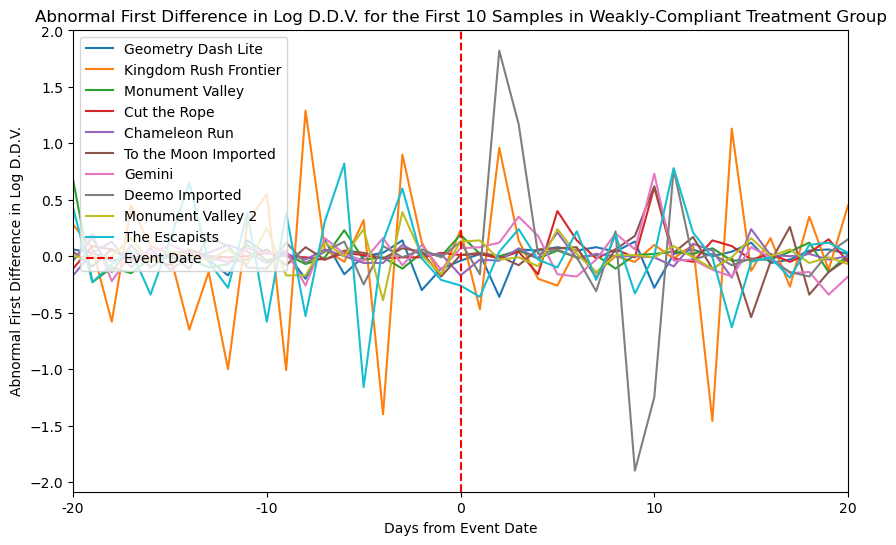 Abnormal First Difference in Log D.D.V. for the First 10 Samples in Weakly-Compliant Treatment Group
Abnormal First Difference in Log D.D.V.
2.0
1.5
1.0
0.5
0.0
−0.5
−1.0
−1.5
−2.0
Geometry Dash Lite
Kingdom Rush Frontier
Monument Valley
Cut the Rope
Chameleon Run
To the Moon Imported
Gemini
Deemo Imported
Monument Valley 2
The Escapists
Event Date
-20
-10
0
10
20
Days from Event Date